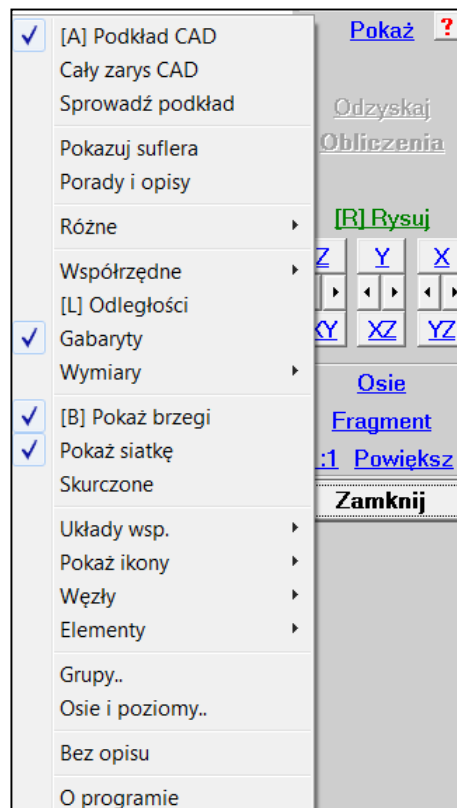 [A] Podkład CAD
Cały zarys CAD
Sprowadź podkład
Pokazuj suflera
Porady i opisy
Różne
Współrzędne
[L] Odległości
Gabaryty
Wymiary
[B] Pokaż brzegi
Pokaż siatkę
Skurczone
Układy wsp.
Pokaż ikony
Węzły
Elementy
Grupy..
Osie i poziomy..
Bez opisu
O programie
Pokaż ?
Odzyskaj
Obliczenia
[R] Rysuj
Z Y X
XY XZ YZ
Osie
Fragment
:1 Powiększ
Zamknij